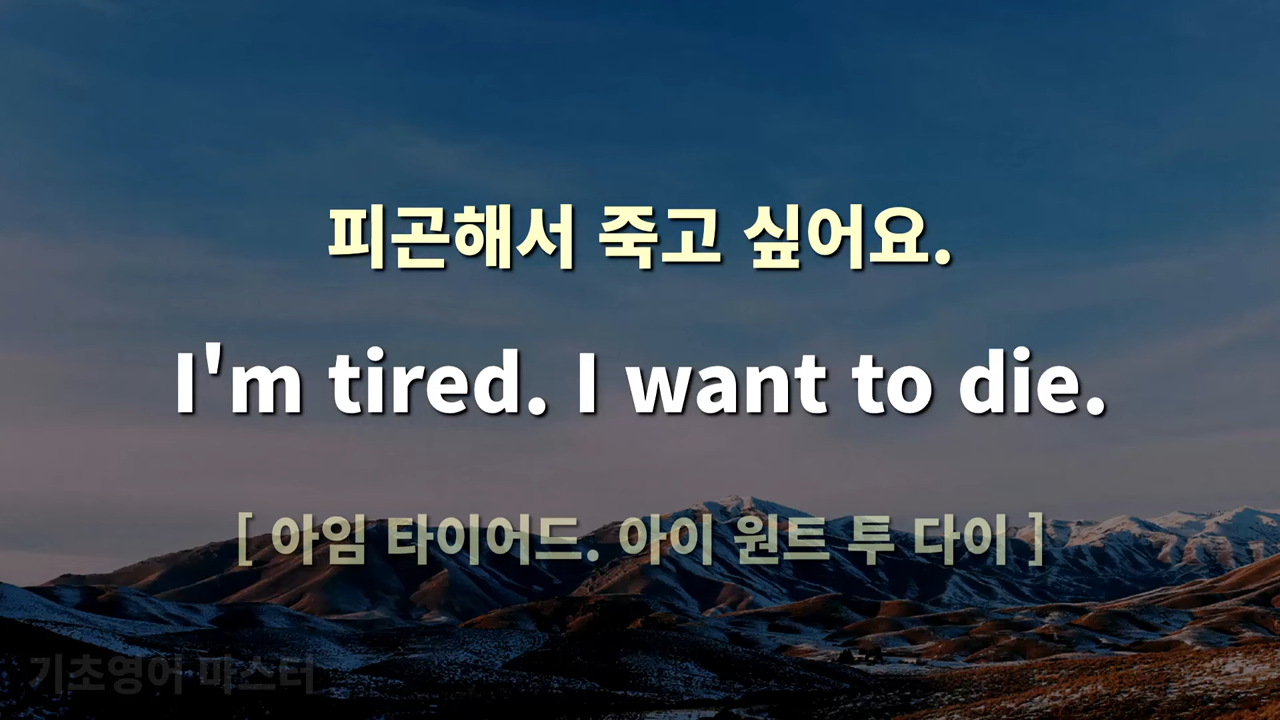 피곤해서 죽고 싶어요.
I'm tired. I want to die.
[ 아임 타이어드. 아이 원트 투 다이 ]
기초영어 마스터